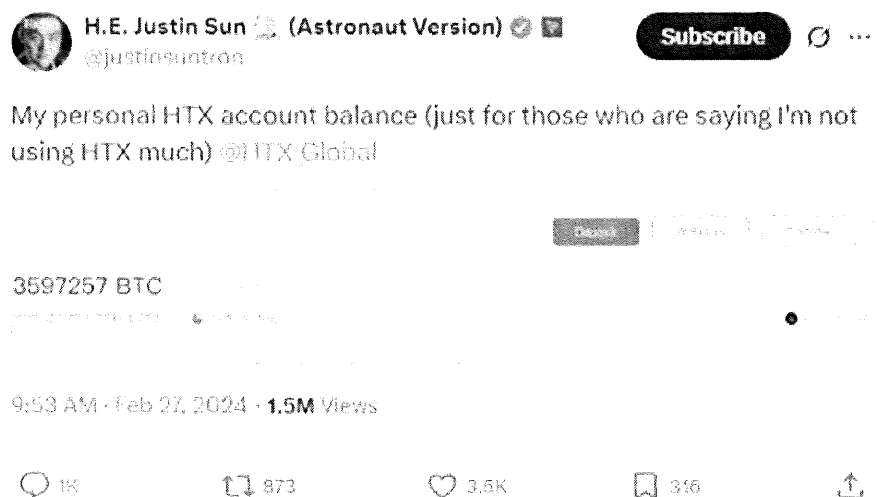 H.E. Justin Sun (Astronaut Version)
Subscribe
@justinsuntron
My personal HTX account balance (just for those who are saying I'm not
using HTX much) @HTX_Global
Deposit
3597257 BTC
9:53 AM · Feb 27, 2024 · 1.5M Views
1K 873 3.5K 316